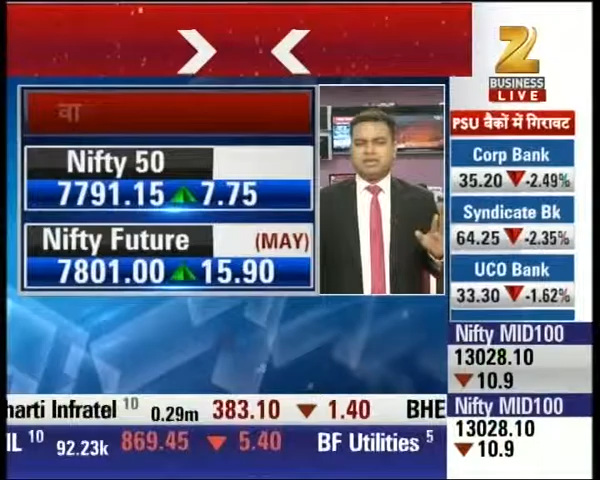 Z
ZEE
BUSINESS
LIVE
वा
Nifty 50
7791.15 7.75
Nifty Future (MAY)
7801.00 15.90
PSU बैंकों में गिरावट
Corp Bank
35.20 -2.49%
Syndicate Bk
64.25 -2.35%
UCO Bank
33.30 -1.62%
Nifty MID100
13028.10
10.9
Nifty MID100
13028.10
10.9
harti Infratel 10 0.29m 383.10 1.40 BHE
IL 10 92.23k 869.45 5.40 BF Utilities 5